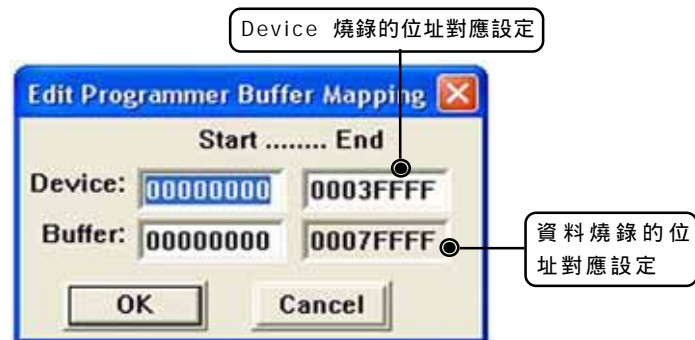 Device 燒錄的位址對應設定
Edit Programmer Buffer Mapping
Start ........ End
Device: 00000000 0003FFFF
Buffer: 00000000 0007FFFF
資料燒錄的位
址對應設定
OK Cancel